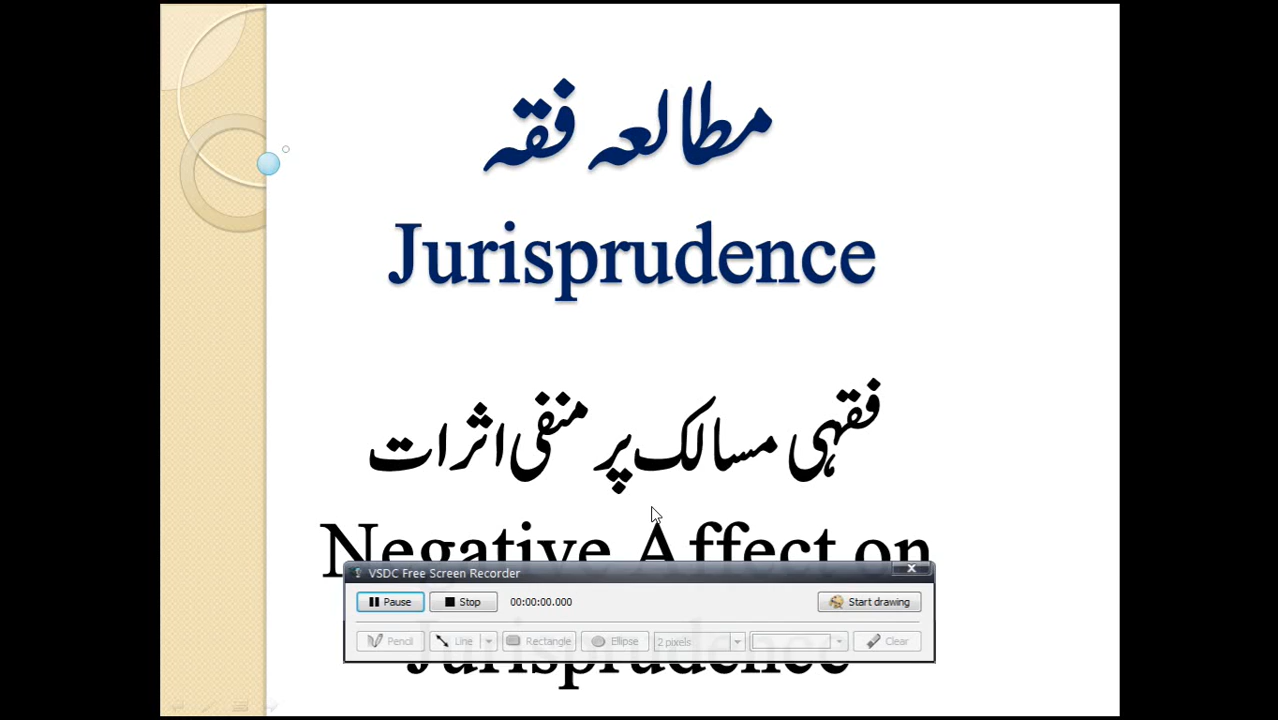 مطالعہ فقہ
Jurisprudence
فقہی مسالک پر منفی اثرات
Negative Affect on
VSDC Free Screen Recorder
Pause Stop 00:00:00.000 Start drawing
Pencil Line Rectangle Ellipse 2 pixels Clear
Jurisprudence